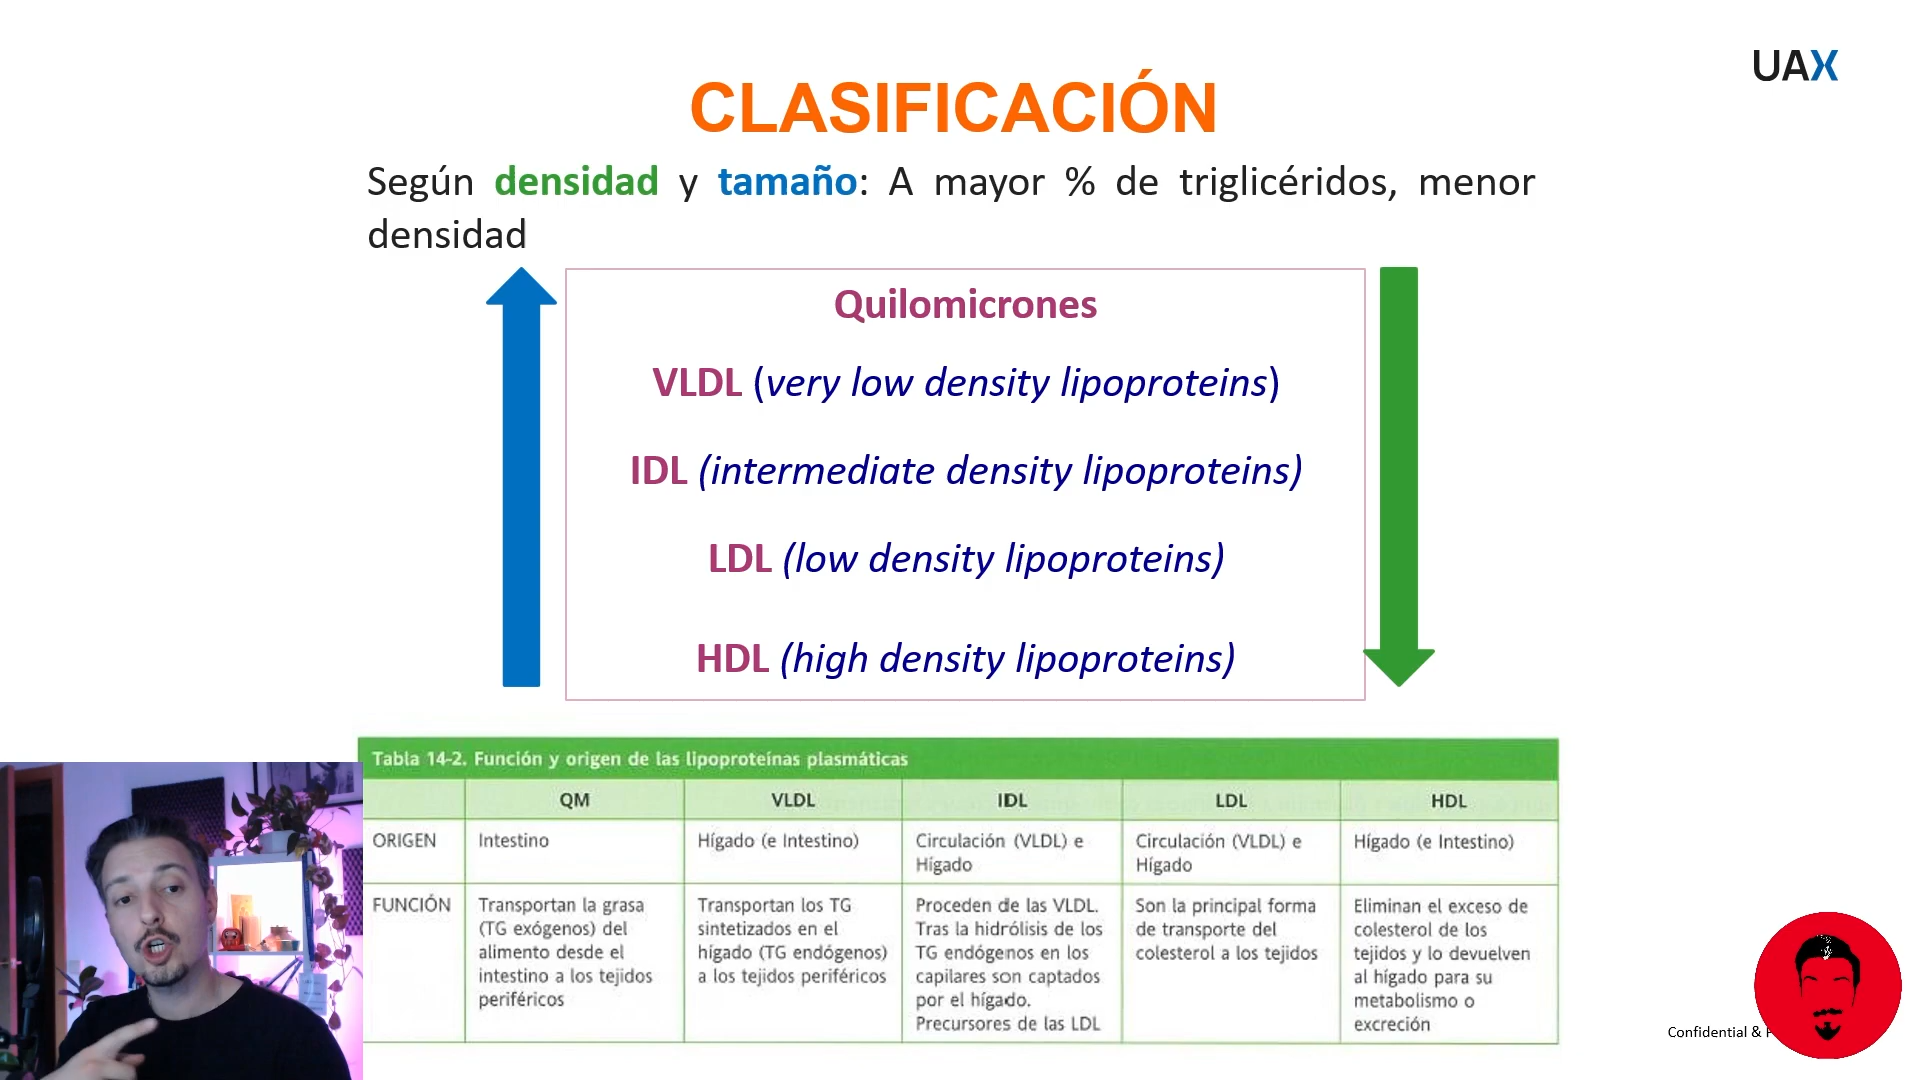 UAX
CLASIFICACIÓN
Según densidad y tamaño: A mayor % de triglicéridos, menor
densidad
Quilomicrones
VLDL (very low density lipoproteins)
IDL (intermediate density lipoproteins)
LDL (low density lipoproteins)
HDL (high density lipoproteins)
Tabla 14-2. Función y origen de las lipoproteínas plasmáticas
QM VLDL IDL LDL HDL
ORIGEN
Intestino
Hígado (e Intestino)
Circulación (VLDL) e
Hígado
Circulación (VLDL) e
Hígado
Hígado (e Intestino)
FUNCIÓN
Transportan la grasa
(TG exógenos) del
alimento desde el
intestino a los tejidos
periféricos
Transportan los TG
sintetizados en el
hígado (TG endógenos)
a los tejidos periféricos
Proceden de las VLDL.
Tras la hidrólisis de los
TG endógenos en los
capilares son captados
por el hígado.
Precursores de las LDL
Son la principal forma
de transporte del
colesterol a los tejidos
Eliminan el exceso de
colesterol de los
tejidos y lo devuelven
al hígado para su
metabolismo o
excreción
Confidential &